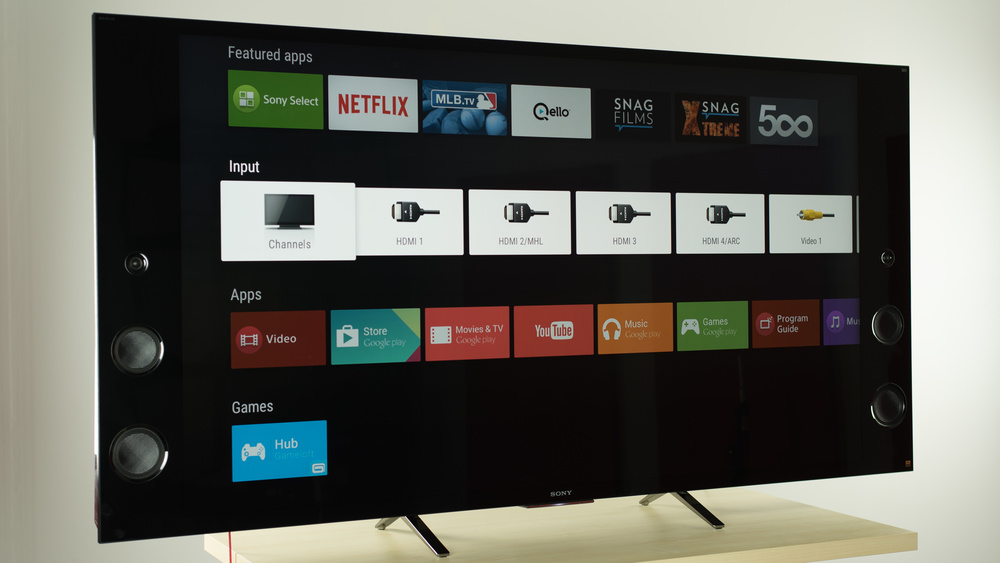 Featured apps
Sony Select
NETFLIX
MLB.TV
Qello
SNAG
FILMS
SNAG
XTREME
500
Input
Channels
HDMI 1
HDMI 2/MHL
HDMI 3
HDMI 4/ARC
Video 1
Apps
Video
Store
Google play
Movies & TV
Google play
YouTube
Music
Google play
Games
Google play
Program
Guide
Mus
Games
Hub
Gameloft
SONY